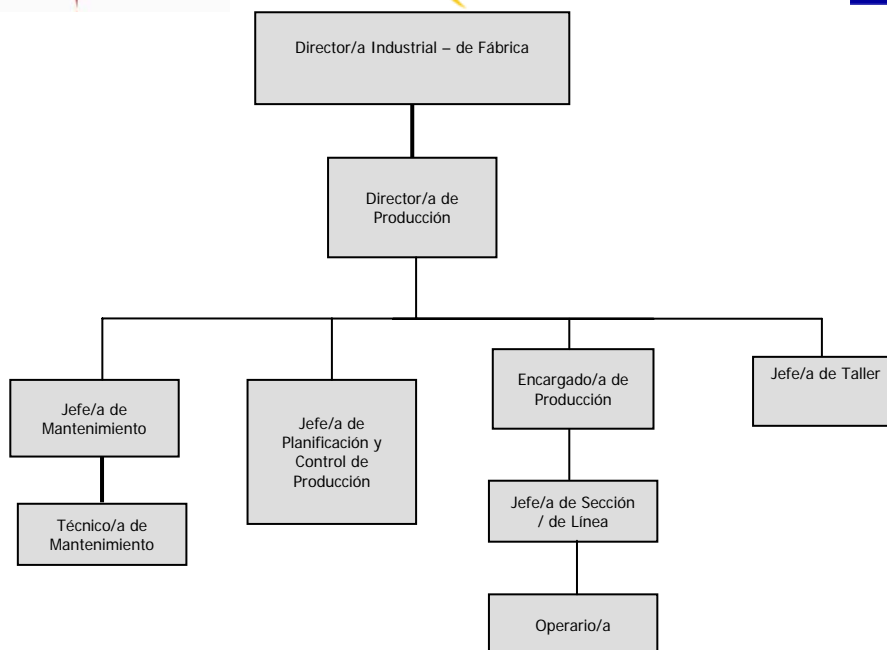 Director/a Industrial – de Fábrica
Director/a de
Producción
Jefe/a de
Mantenimiento
Técnico/a de
Mantenimiento
Jefe/a de
Planificación y
Control de
Producción
Encargado/a de
Producción
Jefe/a de Sección
/ de Línea
Operario/a
Jefe/a de Taller